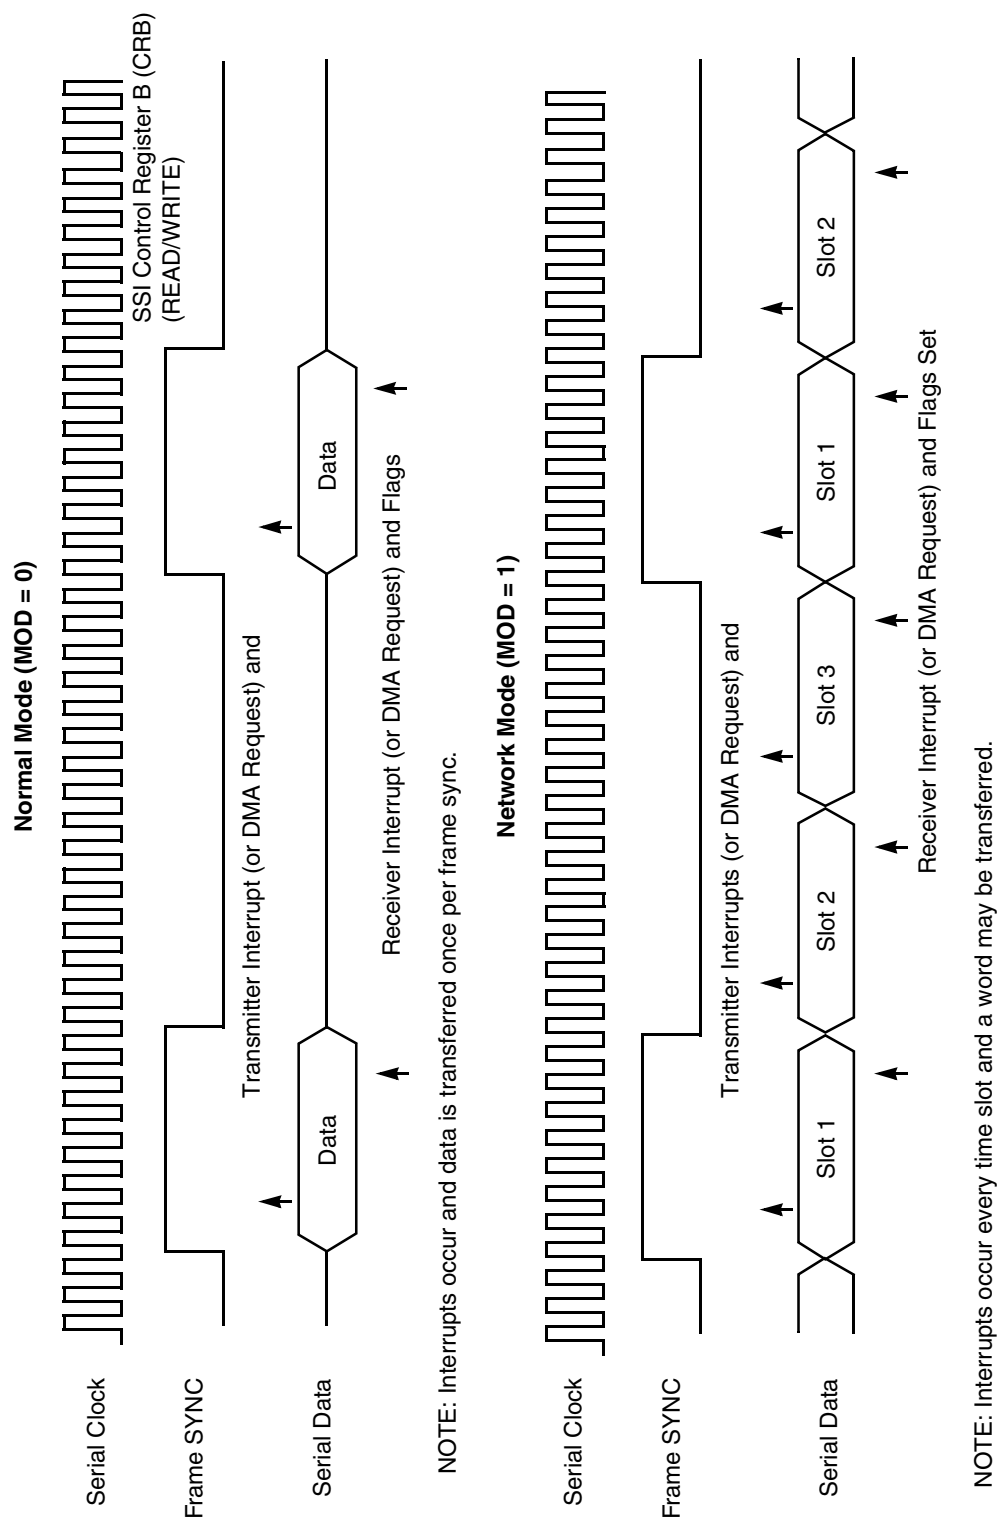 Normal Mode (MOD = 0)
Serial Clock
SSI Control Register B (CRB)
(READ/WRITE)
Frame SYNC
Transmitter Interrupt (or DMA Request) and
Serial Data
Data
Data
Receiver Interrupt (or DMA Request) and Flags
NOTE: Interrupts occur and data is transferred once per frame sync.
Network Mode (MOD = 1)
Serial Clock
Frame SYNC
Transmitter Interrupts (or DMA Request) and
Serial Data
Slot 1
Slot 2
Slot 3
Slot 1
Slot 2
Receiver Interrupt (or DMA Request) and Flags Set
NOTE: Interrupts occur every time slot and a word may be transferred.